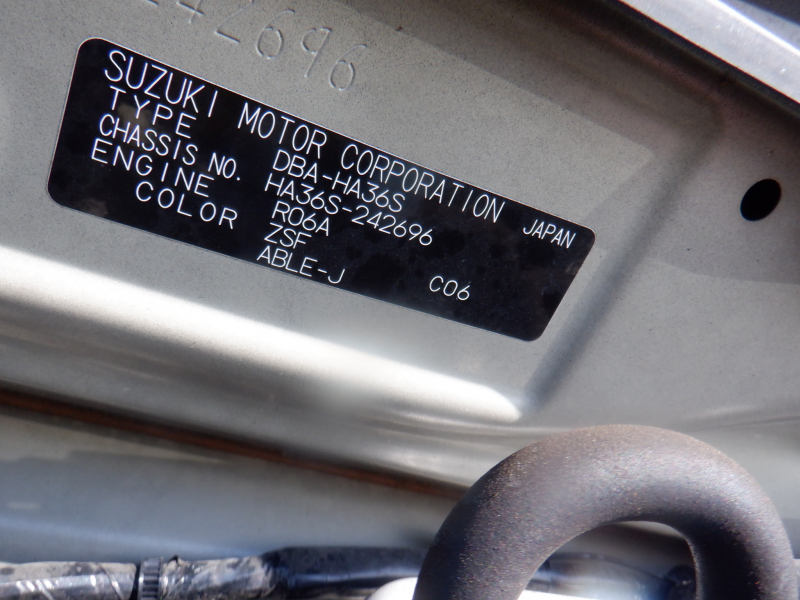 242696
SUZUKI MOTOR CORPORATION JAPAN
TYPE DBA-HA36S
CHASSIS NO. HA36S-242696
ENGINE R06A
COLOR ZSF
ABLE-J C06